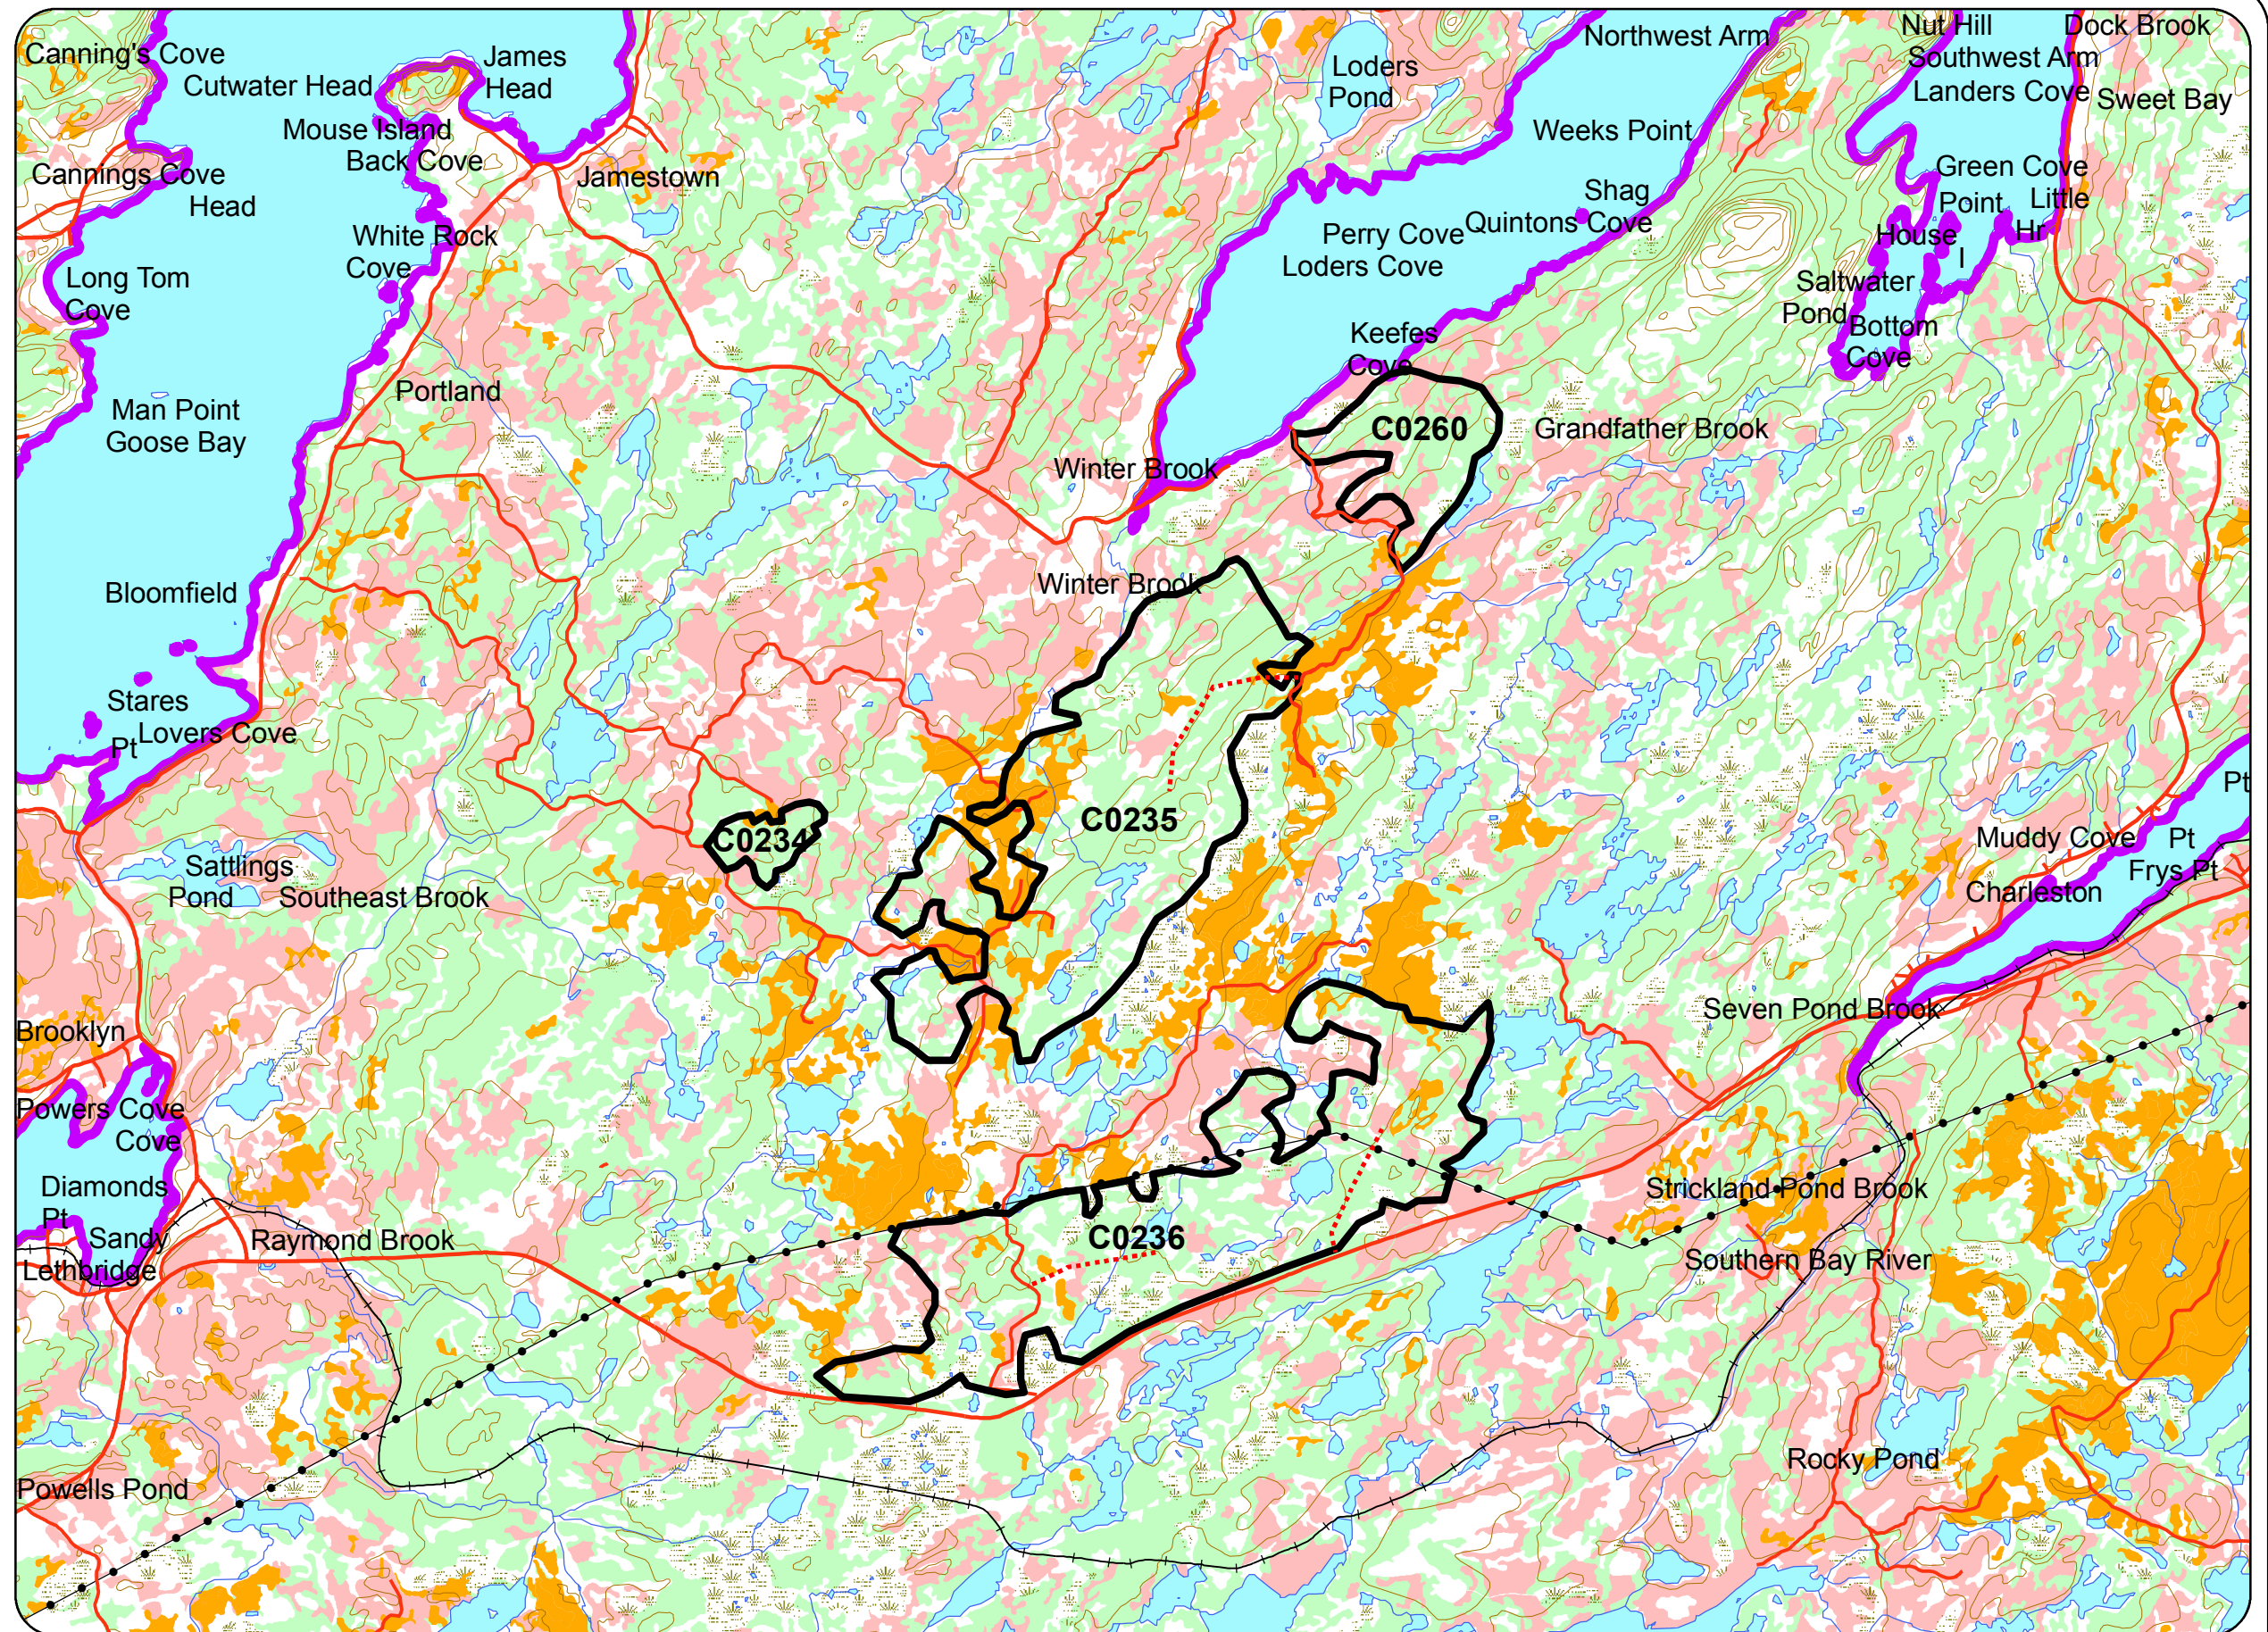 Canning's Cove
Cutwater Head
James
Head
Mouse Island
Back Cove
Jamestown
Cannings Cove
Head
White Rock
Cove
Long Tom
Cove
Portland
Man Point
Goose Bay
Bloomfield
Stares
Pt
Lovers Cove
Sattlings
Pond
Southeast Brook
Brooklyn
Powers Cove
Cove
Diamonds
Pt
Sandy
Lethbridge
Raymond Brook
Powells Pond
Loders
Pond
Northwest Arm
Weeks Point
Shag
Quintons Cove
Perry Cove
Loders Cove
Keefes
Cove
Winter Brook
Winter Brook
C0260
Grandfather Brook
C0234
C0235
C0236
Nut Hill
Southwest Arm
Landers Cove
Dock Brook
Sweet Bay
Green Cove
Point
Little
Hr
House
I
Saltwater
Pond
Bottom
Cove
Pt
Muddy Cove
Pt
Frys Pt
Charleston
Seven Pond Brook
Strickland Pond Brook
Southern Bay River
Rocky Pond